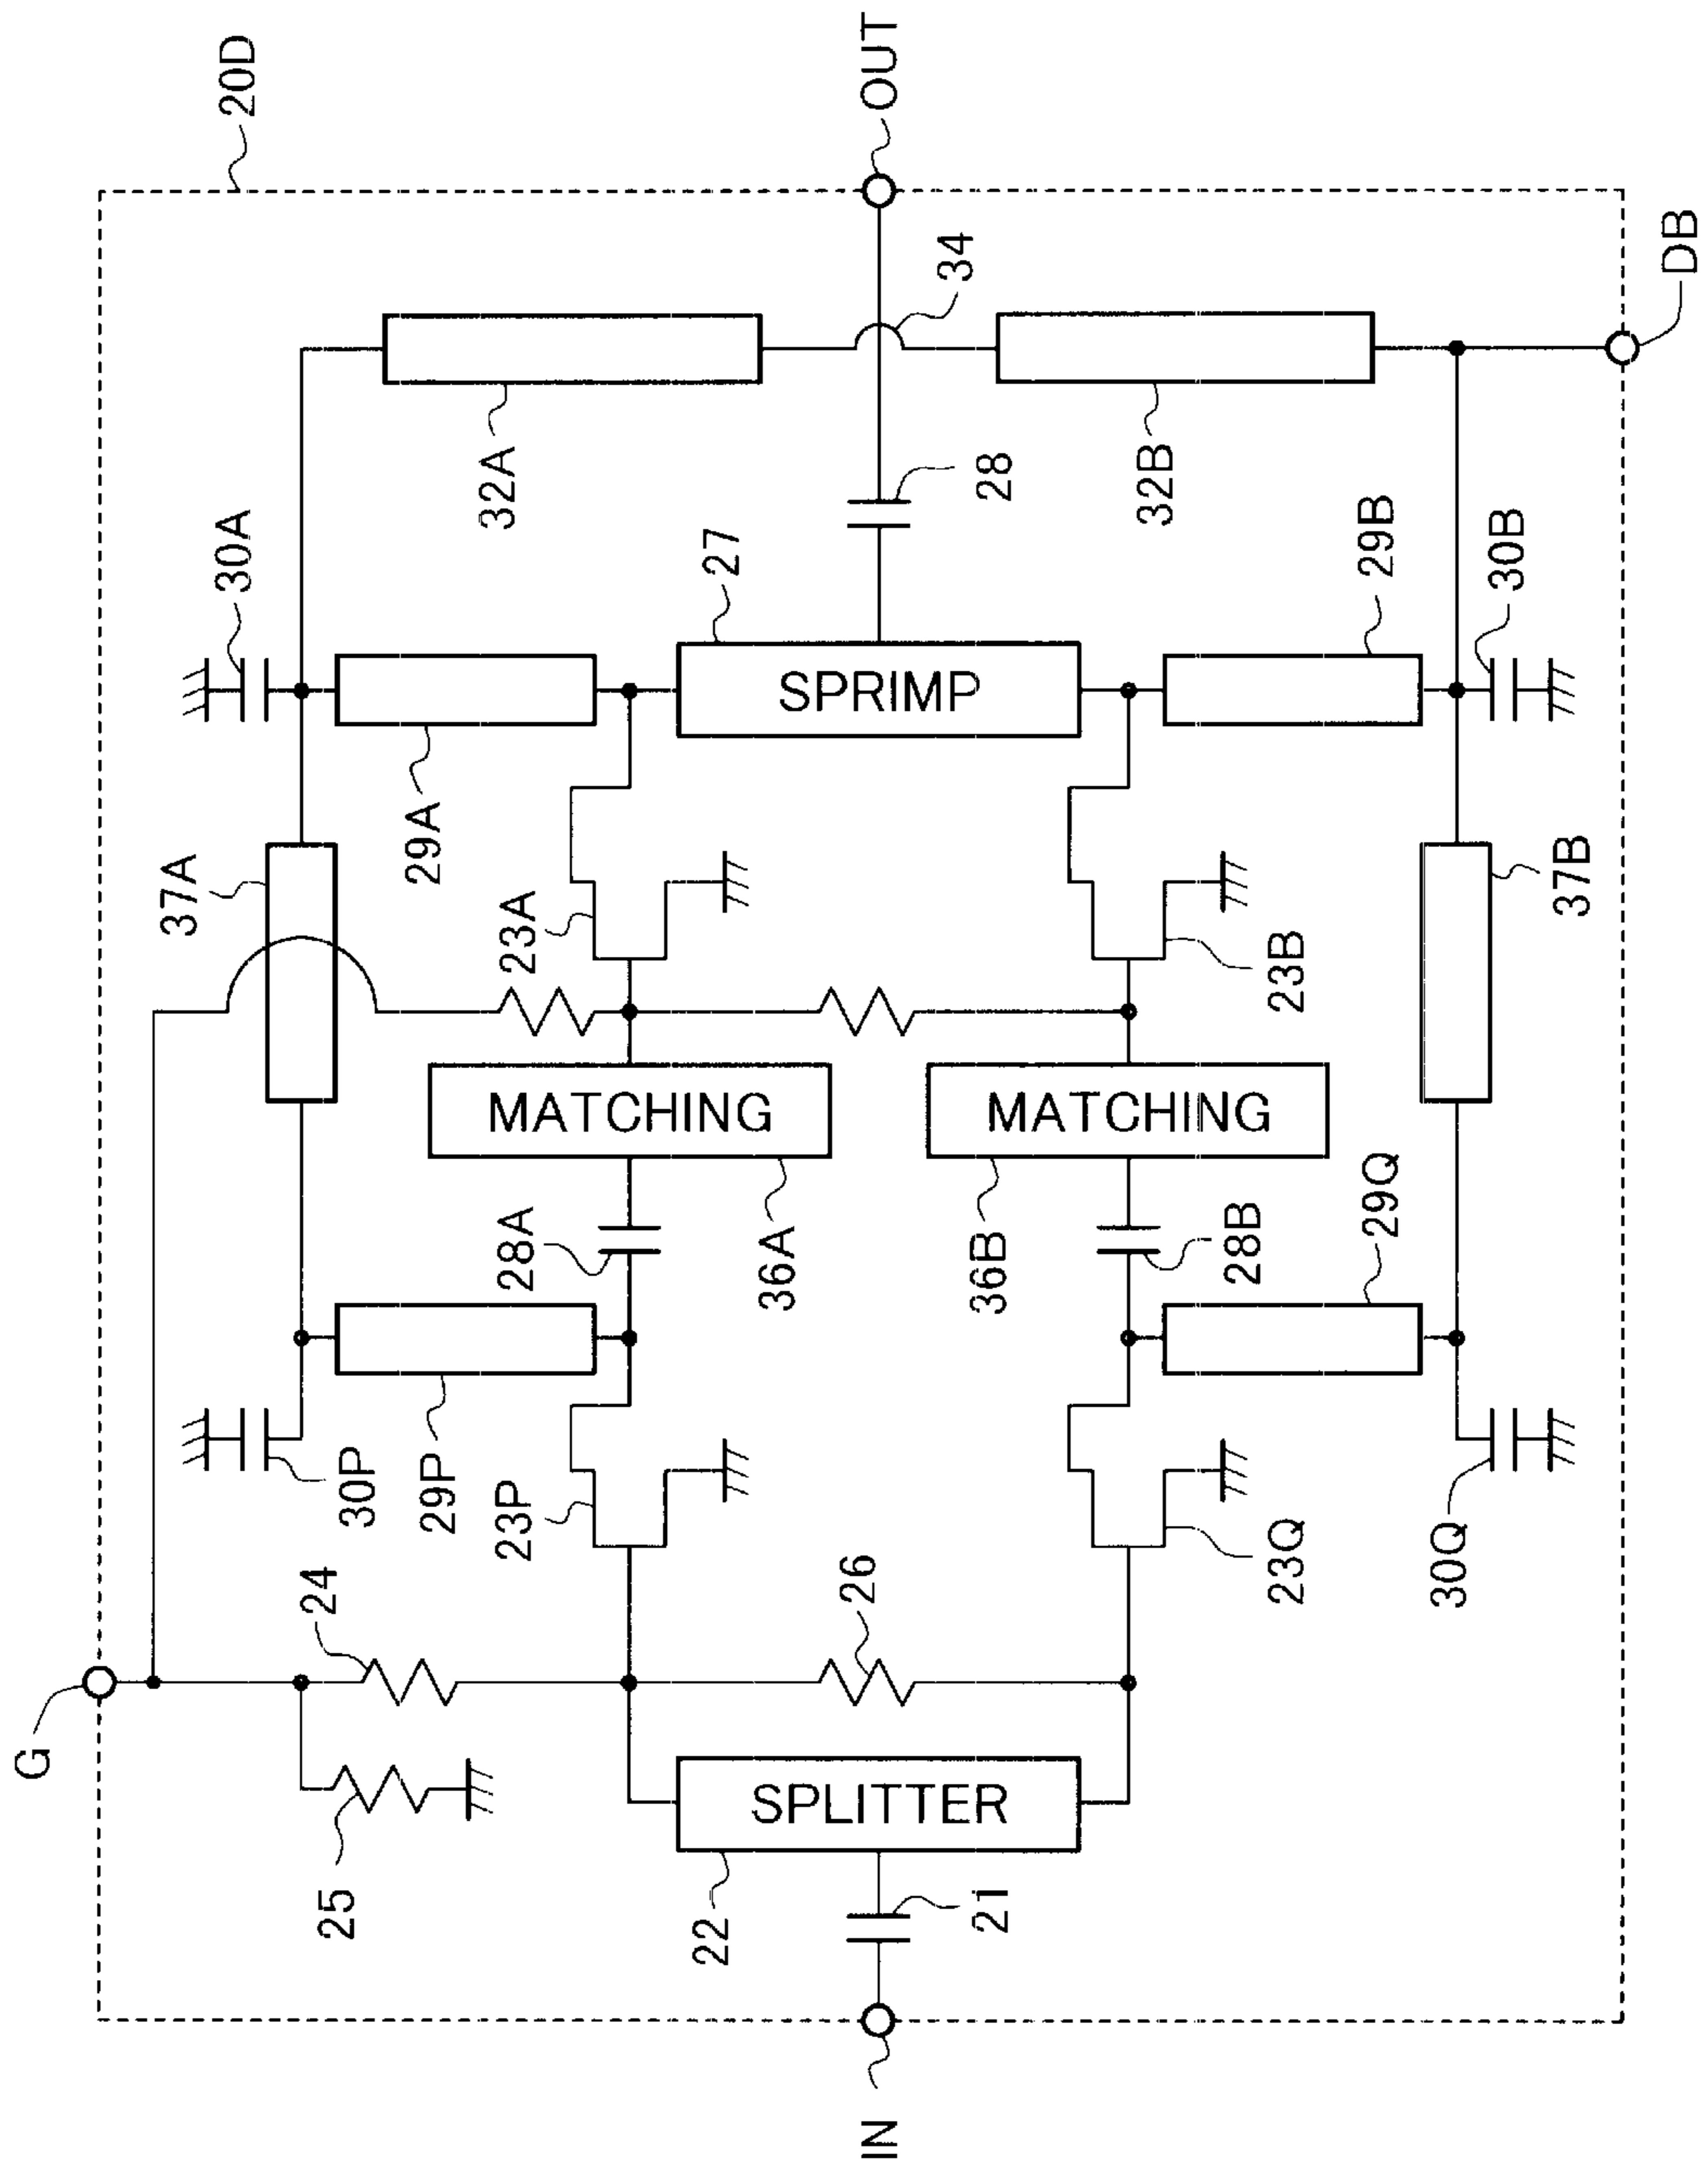 20D
OUT
G
IN
DB
34
32A
32B
28
30A
27
29B
30B
SPRIMP
29A
37A
23A
23B
37B
MATCHING
MATCHING
28A
36A
36B
28B
29Q
30P
29P
23P
23Q
30Q
24
26
25
SPLITTER
22
21